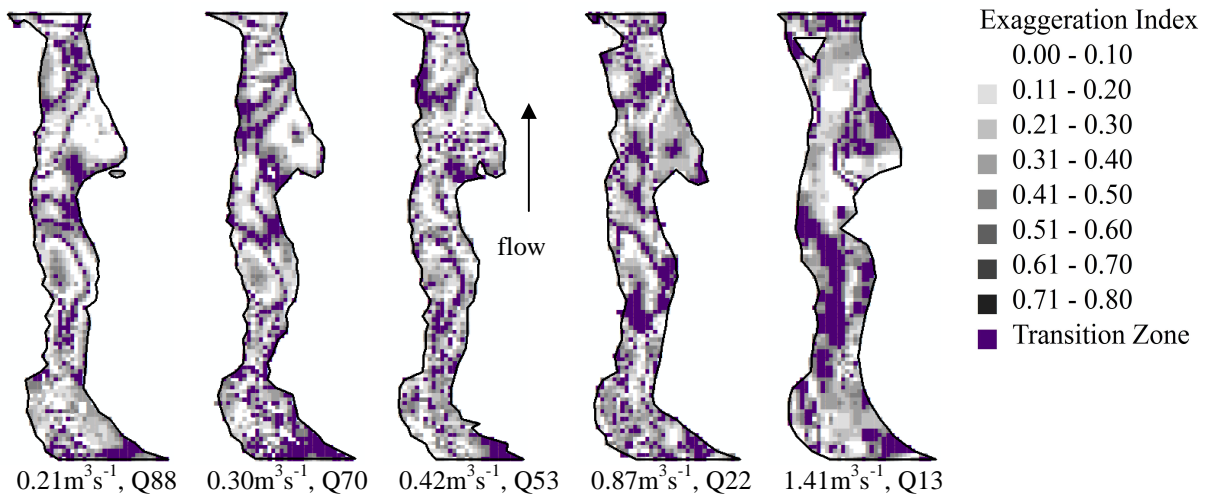 Exaggeration Index
0.00 - 0.10
0.11 - 0.20
0.21 - 0.30
0.31 - 0.40
0.41 - 0.50
0.51 - 0.60
0.61 - 0.70
0.71 - 0.80
Transition Zone
flow
0.21m³s⁻¹, Q88
0.30m³s⁻¹, Q70
0.42m³s⁻¹, Q53
0.87m³s⁻¹, Q22
1.41m³s⁻¹, Q13